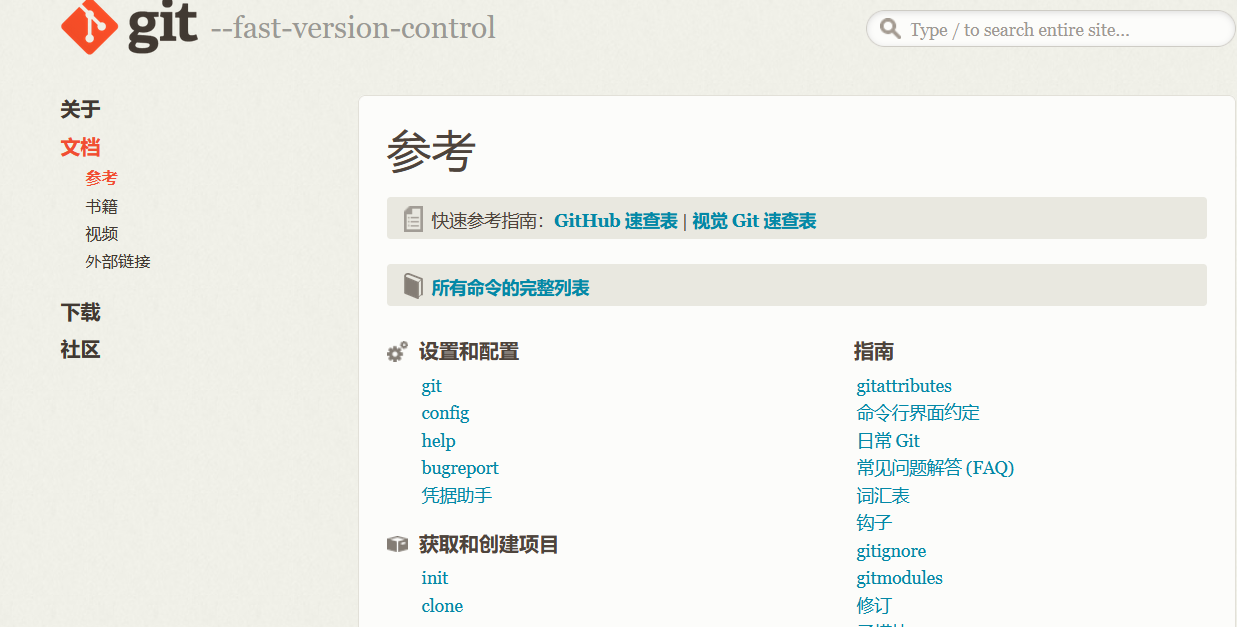 git --fast-version-control
Type / to search entire site...
关于
文档
参考
书籍
视频
外部链接
下载
社区
参考
快速参考指南：GitHub 速查表 | 视觉 Git 速查表
所有命令的完整列表
设置和配置
git
config
help
bugreport
凭据助手
获取和创建项目
init
clone
指南
gitattributes
命令行界面约定
日常 Git
常见问题解答 (FAQ)
词汇表
钩子
gitignore
gitmodules
修订